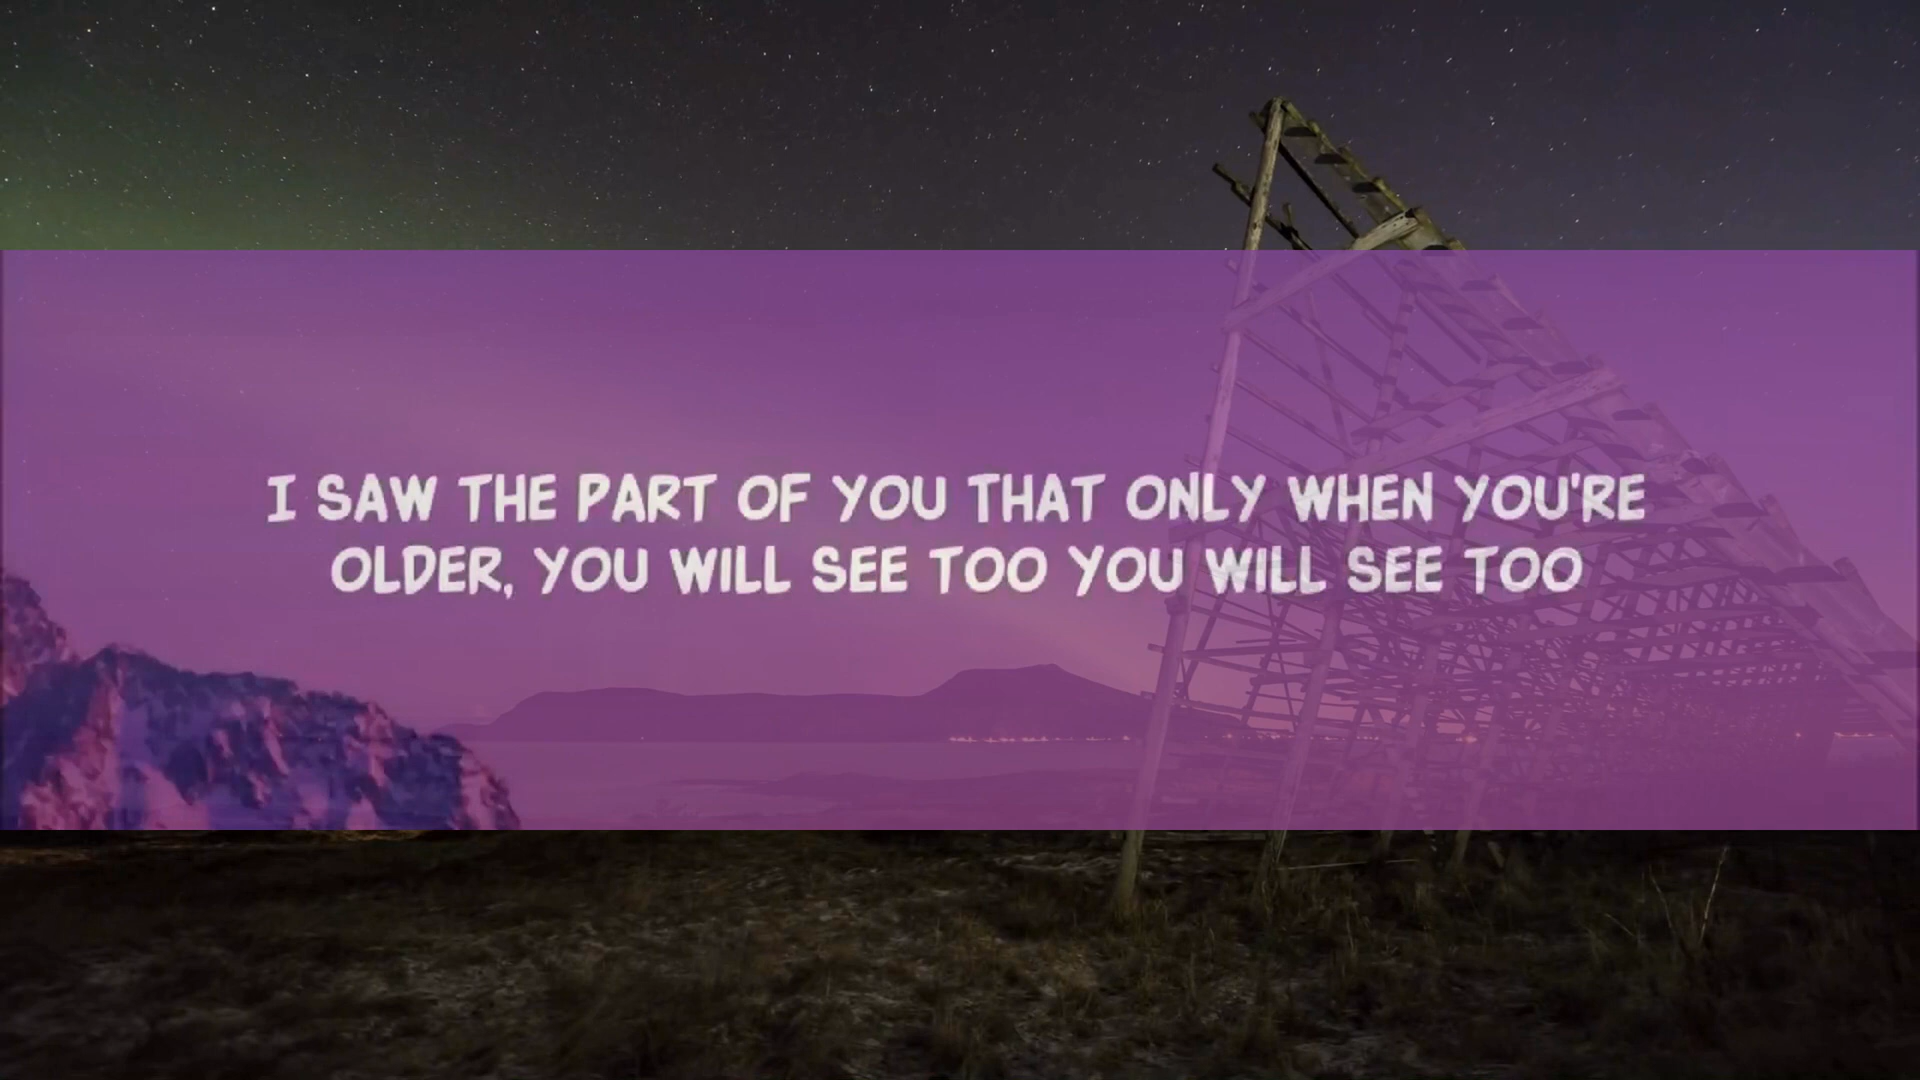 I SAW THE PART OF YOU THAT ONLY WHEN YOU'RE
OLDER, YOU WILL SEE TOO YOU WILL SEE TOO